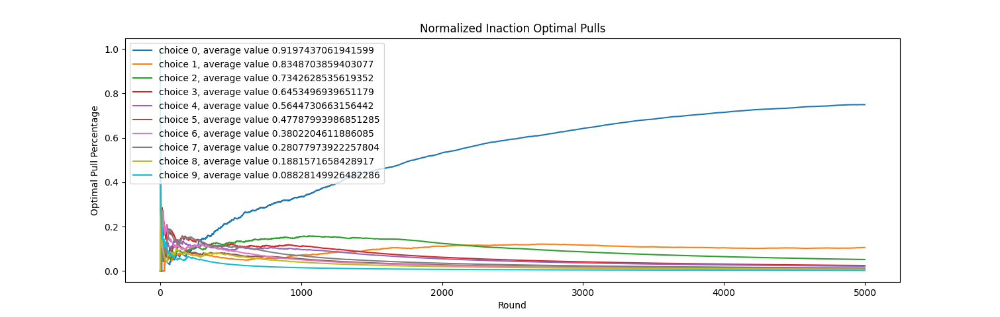 Normalized Inaction Optimal Pulls
choice 0, average value 0.9197437061941599
choice 1, average value 0.8348703859403077
choice 2, average value 0.7342628535619352
choice 3, average value 0.6453496939651179
choice 4, average value 0.5644730663156442
choice 5, average value 0.47787993986851285
choice 6, average value 0.3802204611886085
choice 7, average value 0.28077973922257804
choice 8, average value 0.1881571658428917
choice 9, average value 0.08828149926482286
Optimal Pull Percentage
1.0
0.8
0.6
0.4
0.2
0.0
0 1000 2000 3000 4000 5000
Round